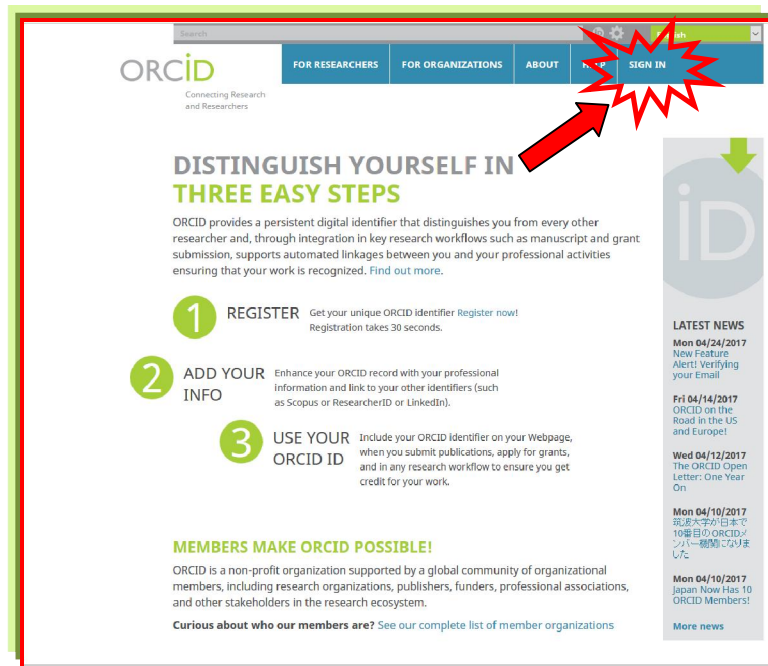 Search
ORCID
Connecting Research
and Researchers
FOR RESEARCHERS FOR ORGANIZATIONS ABOUT SIGN IN
DISTINGUISH YOURSELF IN
THREE EASY STEPS
ORCID provides a persistent digital identifier that distinguishes you from every other
researcher and, through integration in key research workflows such as manuscript and grant
submission, supports automated linkages between you and your professional activities
ensuring that your work is recognized. Find out more.
1 REGISTER
Get your unique ORCID identifier Register now!
Registration takes 30 seconds.
2 ADD YOUR
INFO
Enhance your ORCID record with your professional
information and link to your other identifiers (such
as Scopus or ResearcherID or LinkedIn).
3 USE YOUR
ORCID ID
Include your ORCID identifier on your Webpage,
when you submit publications, apply for grants,
and in any research workflow to ensure you get
credit for your work.
MEMBERS MAKE ORCID POSSIBLE!
ORCID is a non-profit organization supported by a global community of organizational
members, including research organizations, publishers, funders, professional associations,
and other stakeholders in the research ecosystem.
Curious about who our members are? See our complete list of member organizations
iD
LATEST NEWS
Mon 04/24/2017
New Feature
Alert! Verifying
your Email
Fri 04/14/2017
ORCID on the
Road in the US
and Europe!
Wed 04/12/2017
The ORCID Open
Letter: One Year
On
Mon 04/10/2017
筑波大学が日本で
10番目のORCIDメ
ンバー機関になりま
した
Mon 04/10/2017
Japan Now Has 10
ORCID Members!
More news